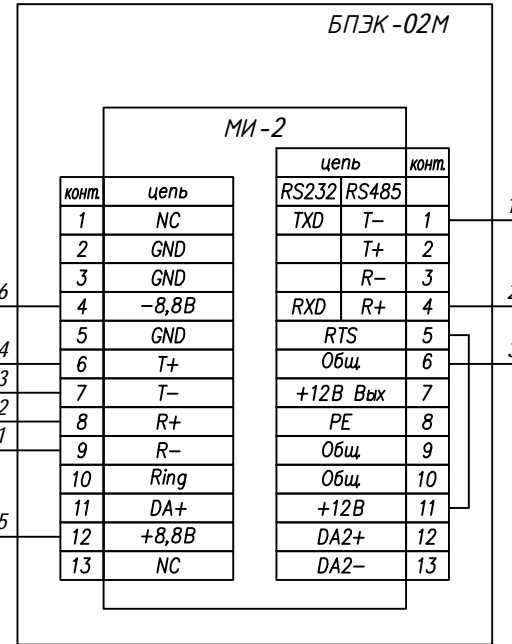 БПЭК-02М
МИ-2
конт. цепь
1 NC
2 GND
3 GND
6 4 -8,8В
5 GND
4 6 T+
3 7 T-
2 8 R+
1 9 R-
10 Ring
11 DA+
5 12 +8,8В
13 NC
цепь конт.
RS232 RS485
TXD T- 1 1
T+ 2
R- 3
RXD R+ 4 2
RTS 5
Общ. 6 3
+12В Вых 7
PE 8
Общ. 9
Общ. 10
+12В 11
DA2+ 12
DA2- 13